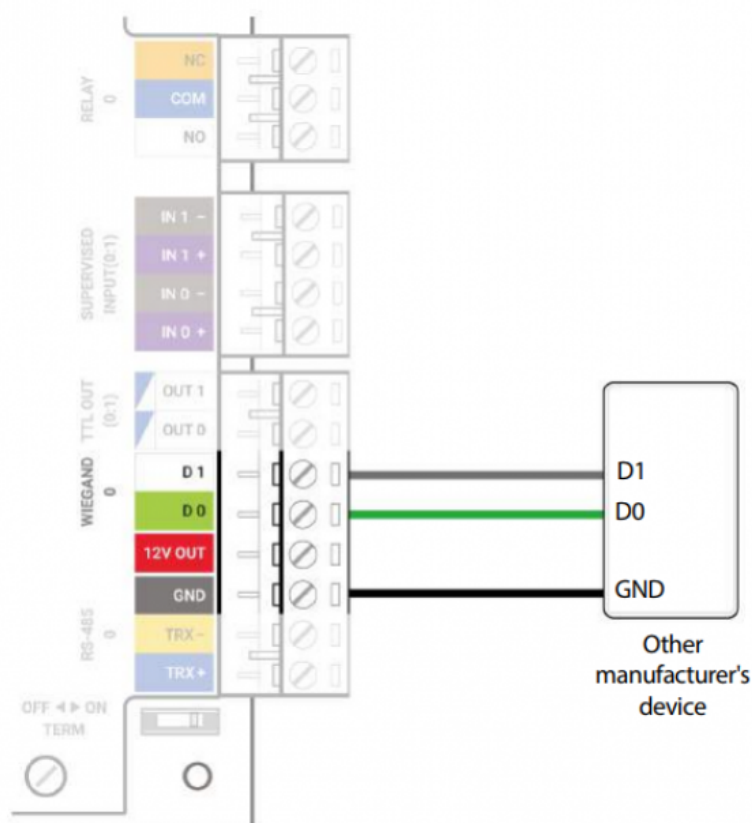 RELAY
0
NC
COM
NO
SUPERVISED
INPUT(0:1)
IN 1 -
IN 1 +
IN 0 -
IN 0 +
TTL OUT
(0:1)
OUT 1
OUT 0
WIEGAND
0
D 1
D 0
12V OUT
GND
RS-485
0
TRX -
TRX +
OFF ◀ ▶ ON
TERM
D1
D0
GND
Other
manufacturer's
device